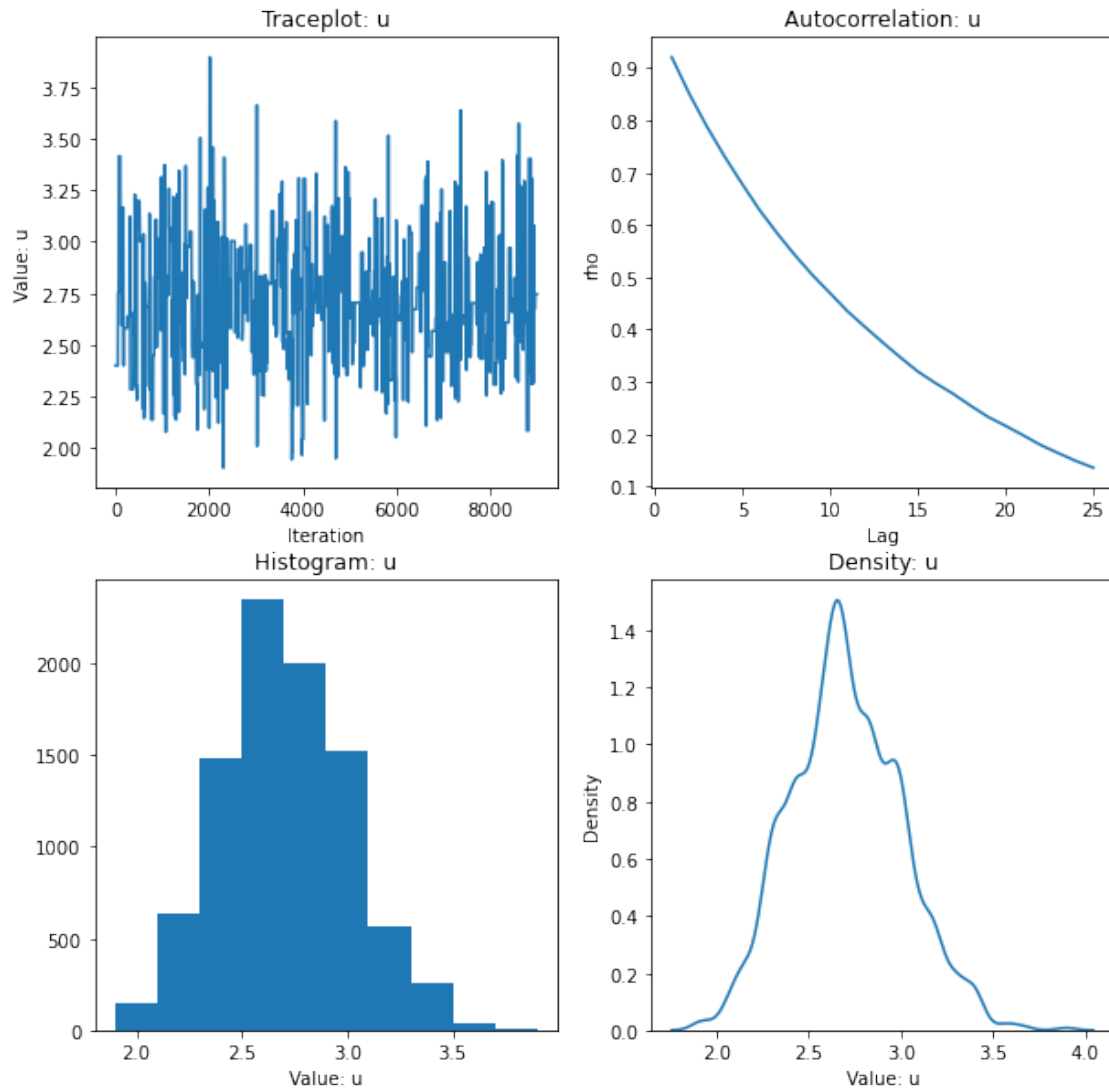 Traceplot: u
Value: u
3.75
3.50
3.25
3.00
2.75
2.50
2.25
2.00
0 2000 4000 6000 8000
Iteration
Autocorrelation: u
rho
0.9
0.8
0.7
0.6
0.5
0.4
0.3
0.2
0.1
0 5 10 15 20 25
Lag
Histogram: u
2000
1500
1000
500
0
2.0 2.5 3.0 3.5
Value: u
Density: u
Density
1.4
1.2
1.0
0.8
0.6
0.4
0.2
0.0
2.0 2.5 3.0 3.5 4.0
Value: u